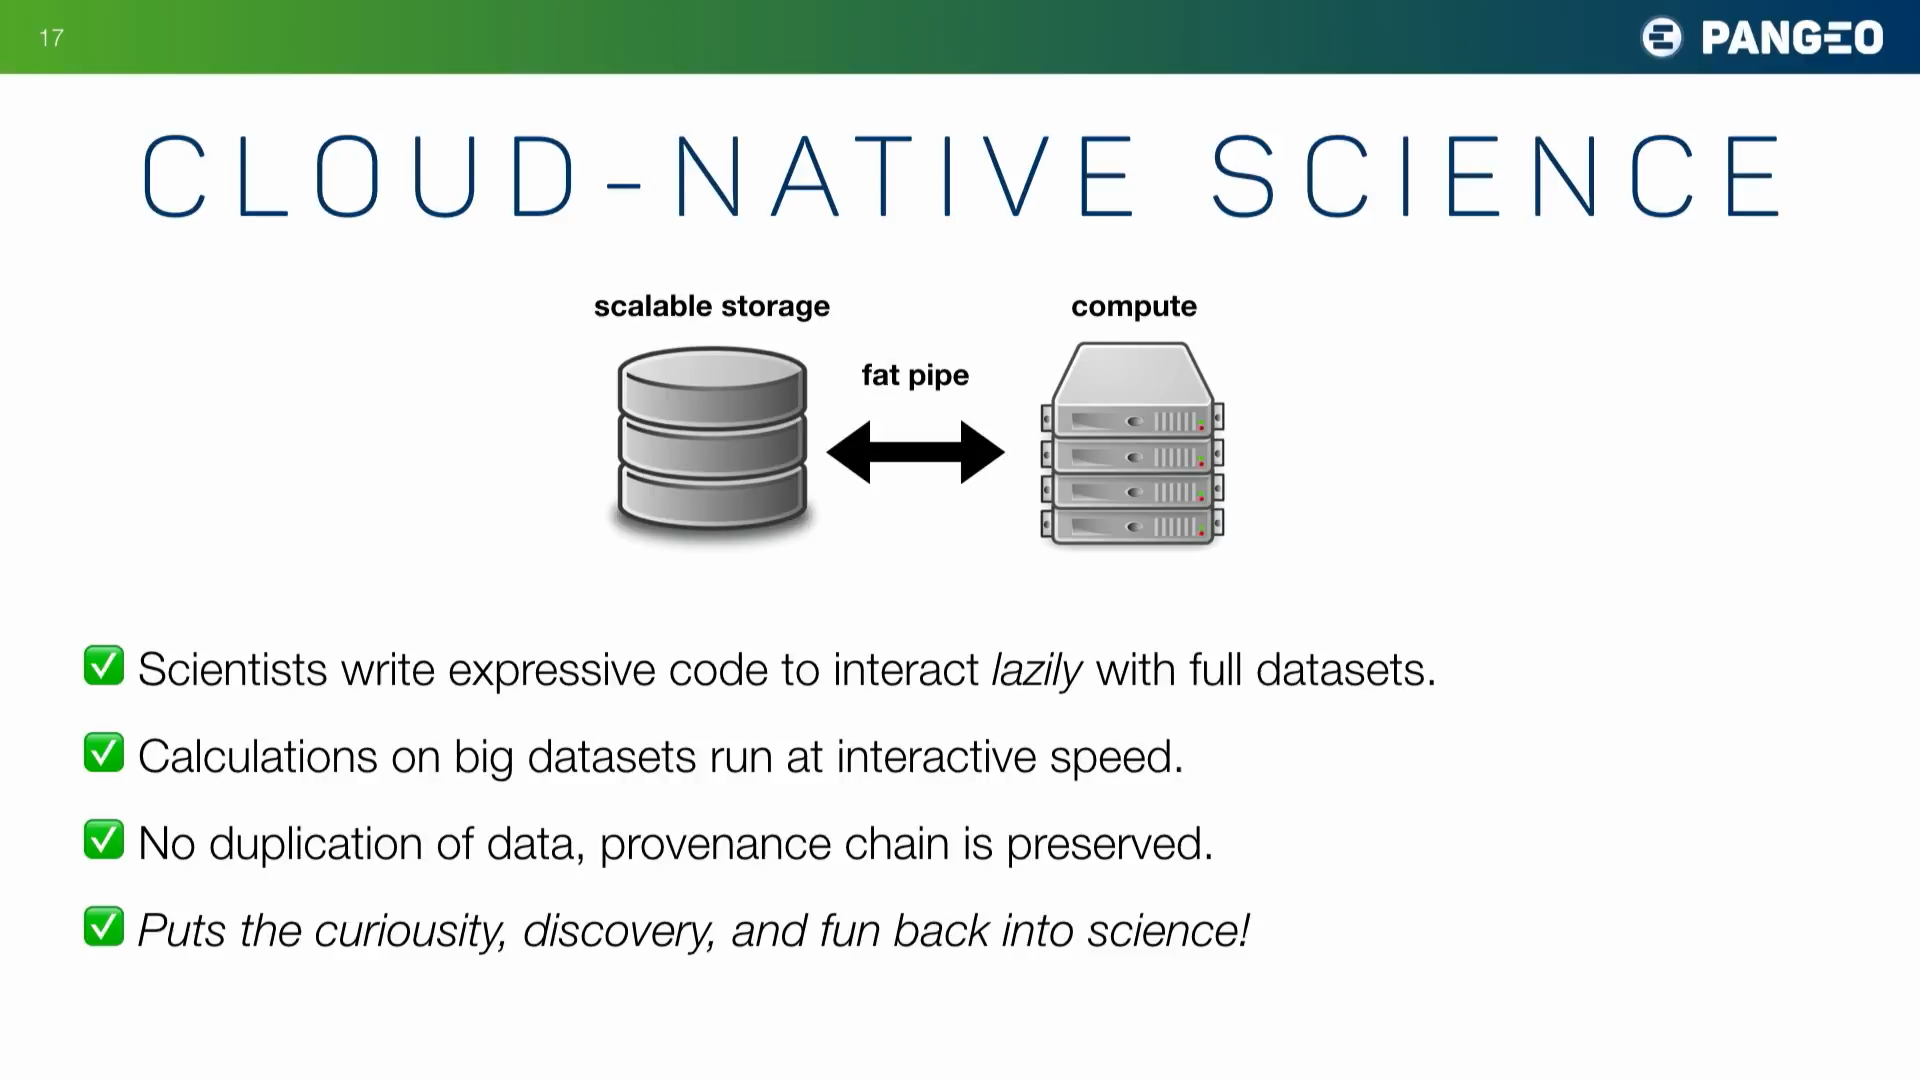 17
PANGEO
CLOUD-NATIVE SCIENCE
scalable storage
compute
fat pipe
Scientists write expressive code to interact lazily with full datasets.
Calculations on big datasets run at interactive speed.
No duplication of data, provenance chain is preserved.
Puts the curiousity, discovery, and fun back into science!